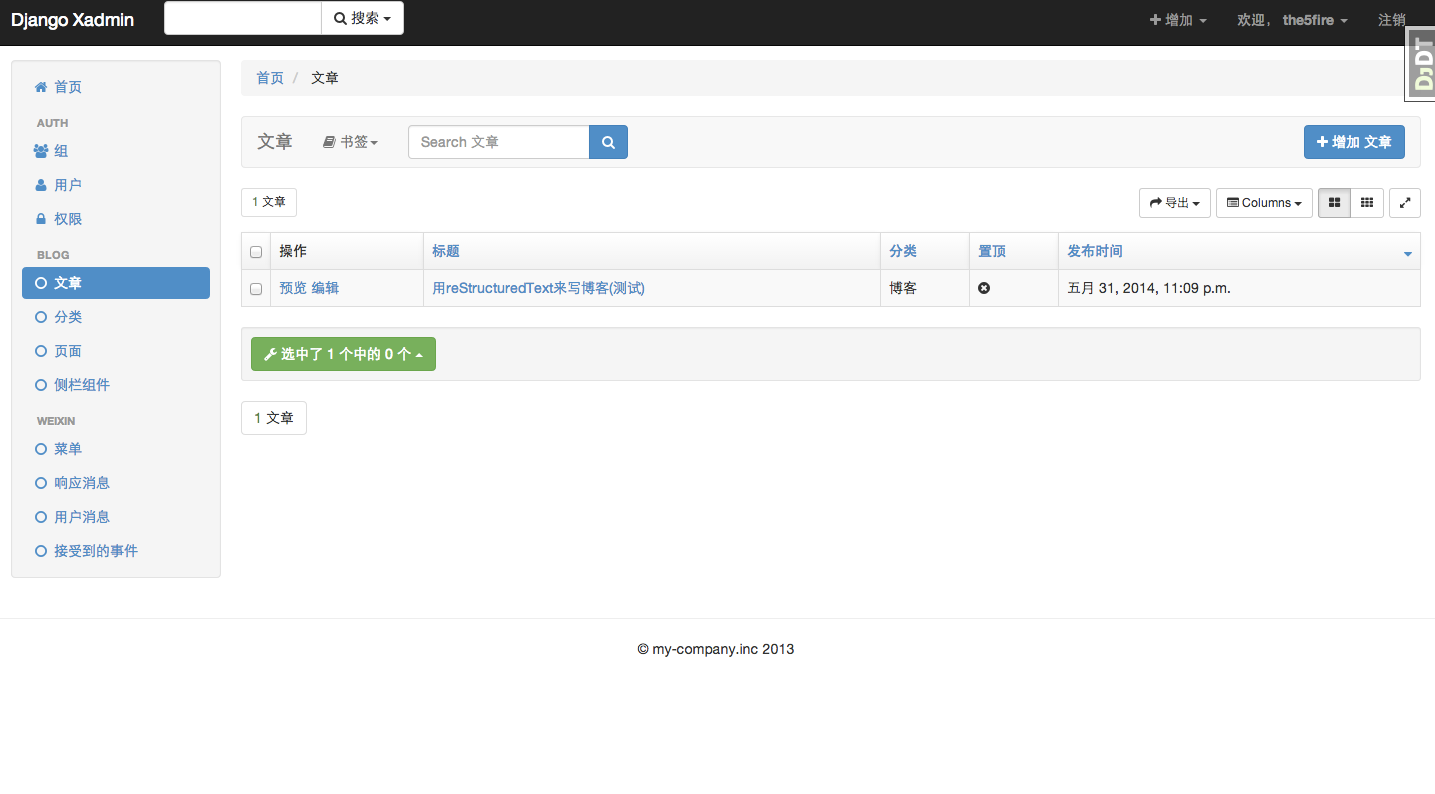 Django Xadmin 搜索 增加 欢迎， the5fire 注销
DJDT
首页
AUTH
组
用户
权限
BLOG
文章
分类
页面
侧栏组件
WEIXIN
菜单
响应消息
用户消息
接受到的事件
首页 / 文章
文章 书签 Search 文章 增加 文章
1 文章 导出 Columns
操作 标题 分类 置顶 发布时间
预览 编辑 用reStructuredText来写博客(测试) 博客 五月 31, 2014, 11:09 p.m.
选中了 1 个中的 0 个
1 文章
© my-company.inc 2013